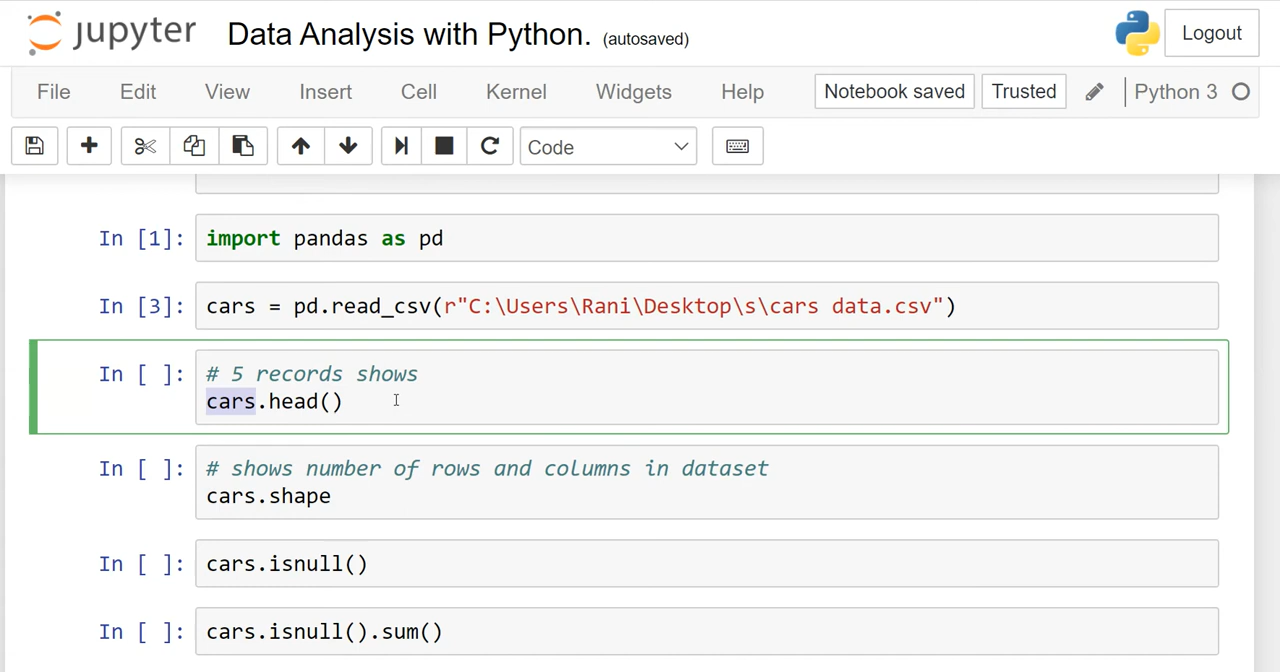 jupyter Data Analysis with Python. (autosaved) Logout
File Edit View Insert Cell Kernel Widgets Help Notebook saved Trusted Python 3
Code
In [1]: import pandas as pd
In [3]: cars = pd.read_csv(r"C:\Users\Rani\Desktop\s\cars data.csv")
In [ ]: # 5 records shows
cars.head()
In [ ]: # shows number of rows and columns in dataset
cars.shape
In [ ]: cars.isnull()
In [ ]: cars.isnull().sum()